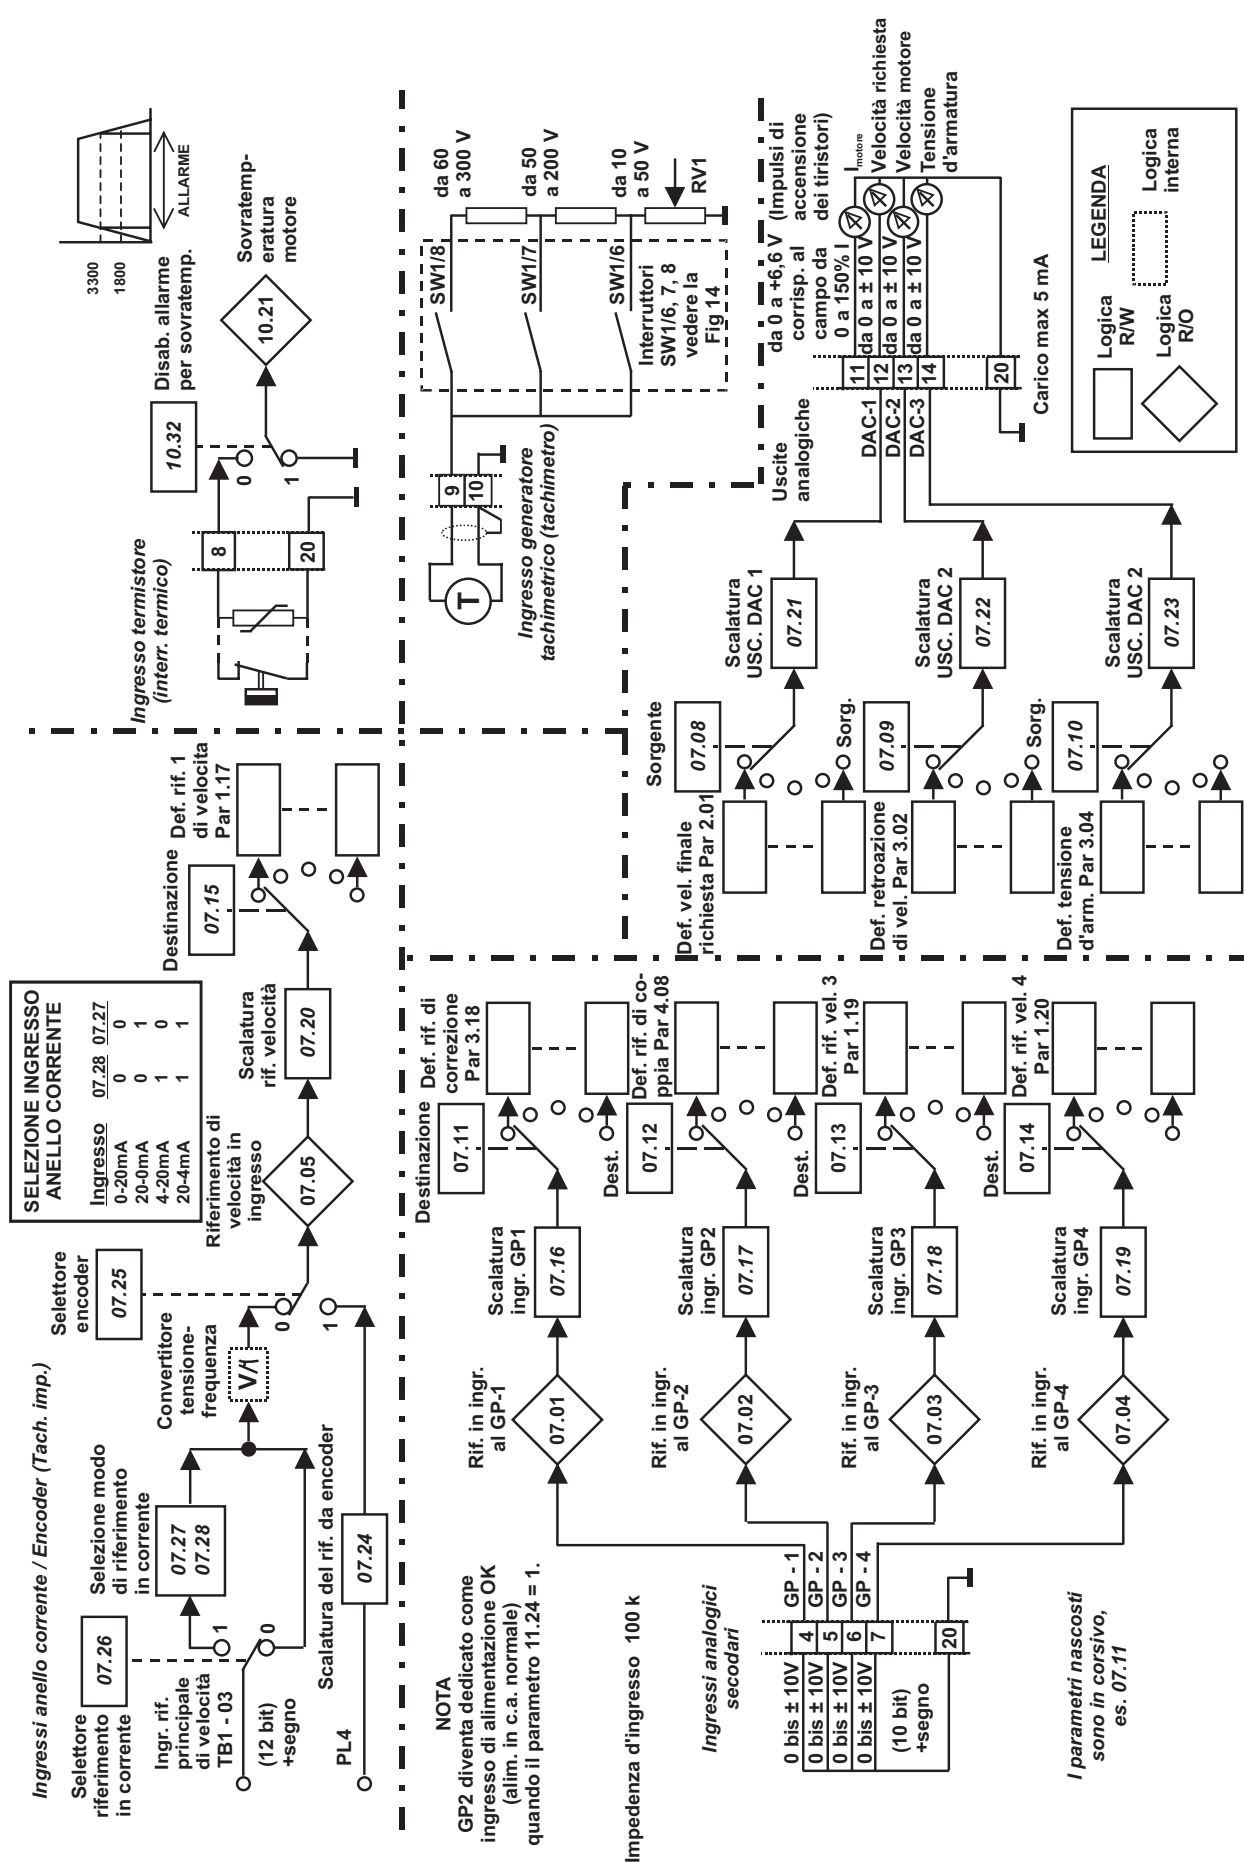 Ingressi anello corrente / Encoder (Tach. imp.)
Selettore
riferimento
in corrente
07.26
Ingr. rif.
principale
di velocità
TB1 - 03
(12 bit)
+segno
1
0
Selezione modo
di riferimento
in corrente
07.27
07.28
PL4
Scalatura del rif. da encoder
07.24
Convertitore
tensione-
frequenza
V/f
Selettore
encoder
07.25
0
1
Riferimento di
velocità in
ingresso
07.05
SELEZIONE INGRESSO
ANELLO CORRENTE
Ingresso 07.28 07.27
0-20mA 0 0
20-0mA 0 1
4-20mA 1 0
20-4mA 1 1
Scalatura
rif. velocità
07.20
Destinazione
07.15
Def. rif. 1
di velocita
Par 1.17
Ingresso termistore
(interr. termico)
8
20
10.32
Disab. allarme
per sovratemp.
0
1
10.21
Sovratemp-
eratura
motore
3300
1800
ALLARME
Ingresso generatore
tachimetrico (tachimetro)
T
9
10
SW1/8
SW1/7
SW1/6
Interruttori
SW1/6, 7, 8
vedere la
Fig 14
da 60
a 300 V
da 50
a 200 V
da 10
a 50 V
RV1
NOTA
GP2 diventa dedicato come
ingresso di alimentazione OK
(alim. in c.a. normale)
quando il parametro 11.24 = 1.
Impedenza d'ingresso 100 k
Ingressi analogici
secodari
0 bis ± 10V
0 bis ± 10V
0 bis ± 10V
0 bis ± 10V
(10 bit)
+segno
4
5
6
7
20
GP - 1
GP - 2
GP - 3
GP - 4
I parametri nascosti
sono in corsivo,
es. 07.11
Rif. in ingr.
al GP-1
07.01
Scalatura
ingr. GP1
07.16
Destinazione
07.11
Def. rif. di
correzione
Par 3.18
Rif. in ingr.
al GP-2
07.02
Scalatura
ingr. GP2
07.17
Dest.
07.12
Def. rif. di co-
ppia Par 4.08
Rif. in ingr.
al GP-3
07.03
Scalatura
ingr. GP3
07.18
Dest.
07.13
Def. rif. vel. 3
Par 1.19
Rif. in ingr.
al GP-4
07.04
Scalatura
ingr. GP4
07.19
Dest.
07.14
Def. rif. vel. 4
Par 1.20
Def. vel. finale
richiesta Par 2.01
Sorgente
07.08
Scalatura
USC. DAC 1
07.21
Def. retroazione
di vel. Par 3.02
Sorg.
07.09
Scalatura
USC. DAC 2
07.22
Def. tensione
d'arm. Par 3.04
Sorg.
07.10
Scalatura
USC. DAC 2
07.23
Uscite
analogiche
DAC-1
DAC-2
DAC-3
11
12
13
14
20
da 0 a +6,6 V (Impulsi di
corrisp. al accensione
campo da dei tiristori)
0 a 150% I
da 0 a ± 10 V
da 0 a ± 10 V
da 0 a ± 10 V
I motore
Velocità richiesta
Velocità motore
Tensione
d'armatura
Carico max 5 mA
LEGENDA
Logica
R/W
Logica
interna
Logica
R/O